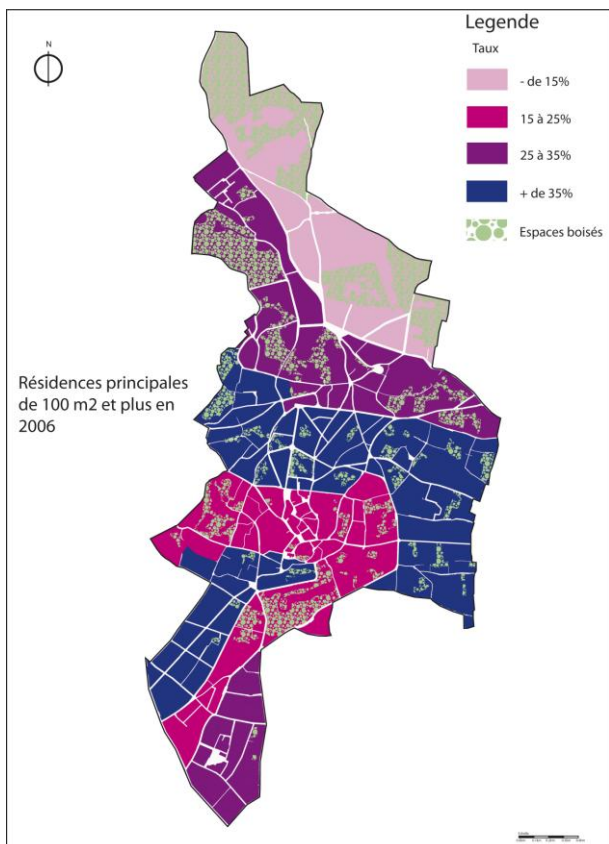 N
Legende
Taux
- de 15%
15 à 25%
25 à 35%
+ de 35%
Espaces boisés
Résidences principales
de 100 m2 et plus en
2006